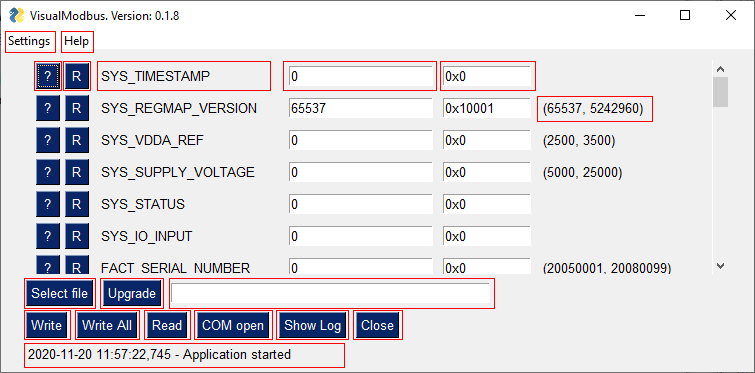 VisualModbus. Version: 0.1.8
Settings Help
? R SYS_TIMESTAMP 0 0x0
? R SYS_REGMAP_VERSION 65537 0x10001 (65537, 5242960)
? R SYS_VDDA_REF 0 0x0 (2500, 3500)
? R SYS_SUPPLY_VOLTAGE 0 0x0 (5000, 25000)
? R SYS_STATUS 0 0x0
? R SYS_IO_INPUT 0 0x0
? R FACT_SERIAL_NUMBER 0 0x0 (20050001, 20080099)
Select file Upgrade
Write Write All Read COM open Show Log Close
2020-11-20 11:57:22,745 - Application started